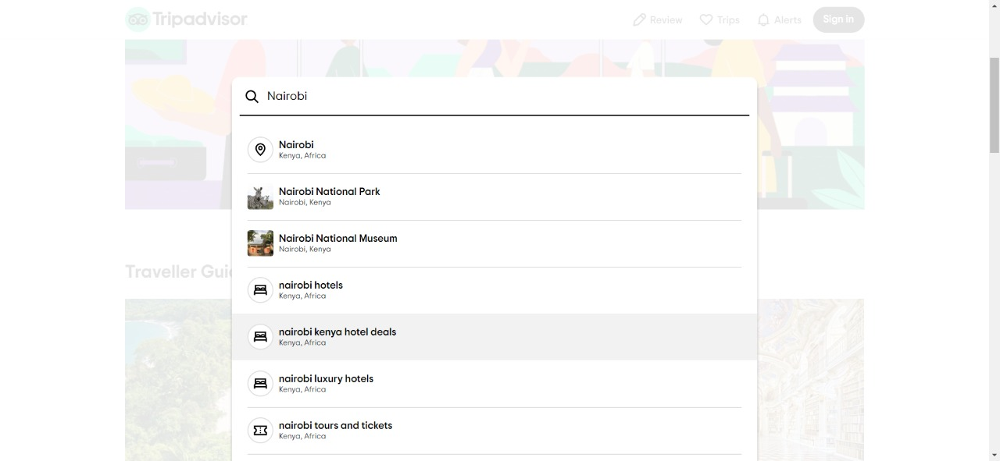 Tripadvisor
Review
Trips
Alerts
Sign in
Nairobi
Nairobi
Kenya, Africa
Nairobi National Park
Nairobi, Kenya
Nairobi National Museum
Nairobi, Kenya
Traveller Gui
nairobi hotels
Kenya, Africa
nairobi kenya hotel deals
Kenya, Africa
nairobi luxury hotels
Kenya, Africa
nairobi tours and tickets
Kenya, Africa